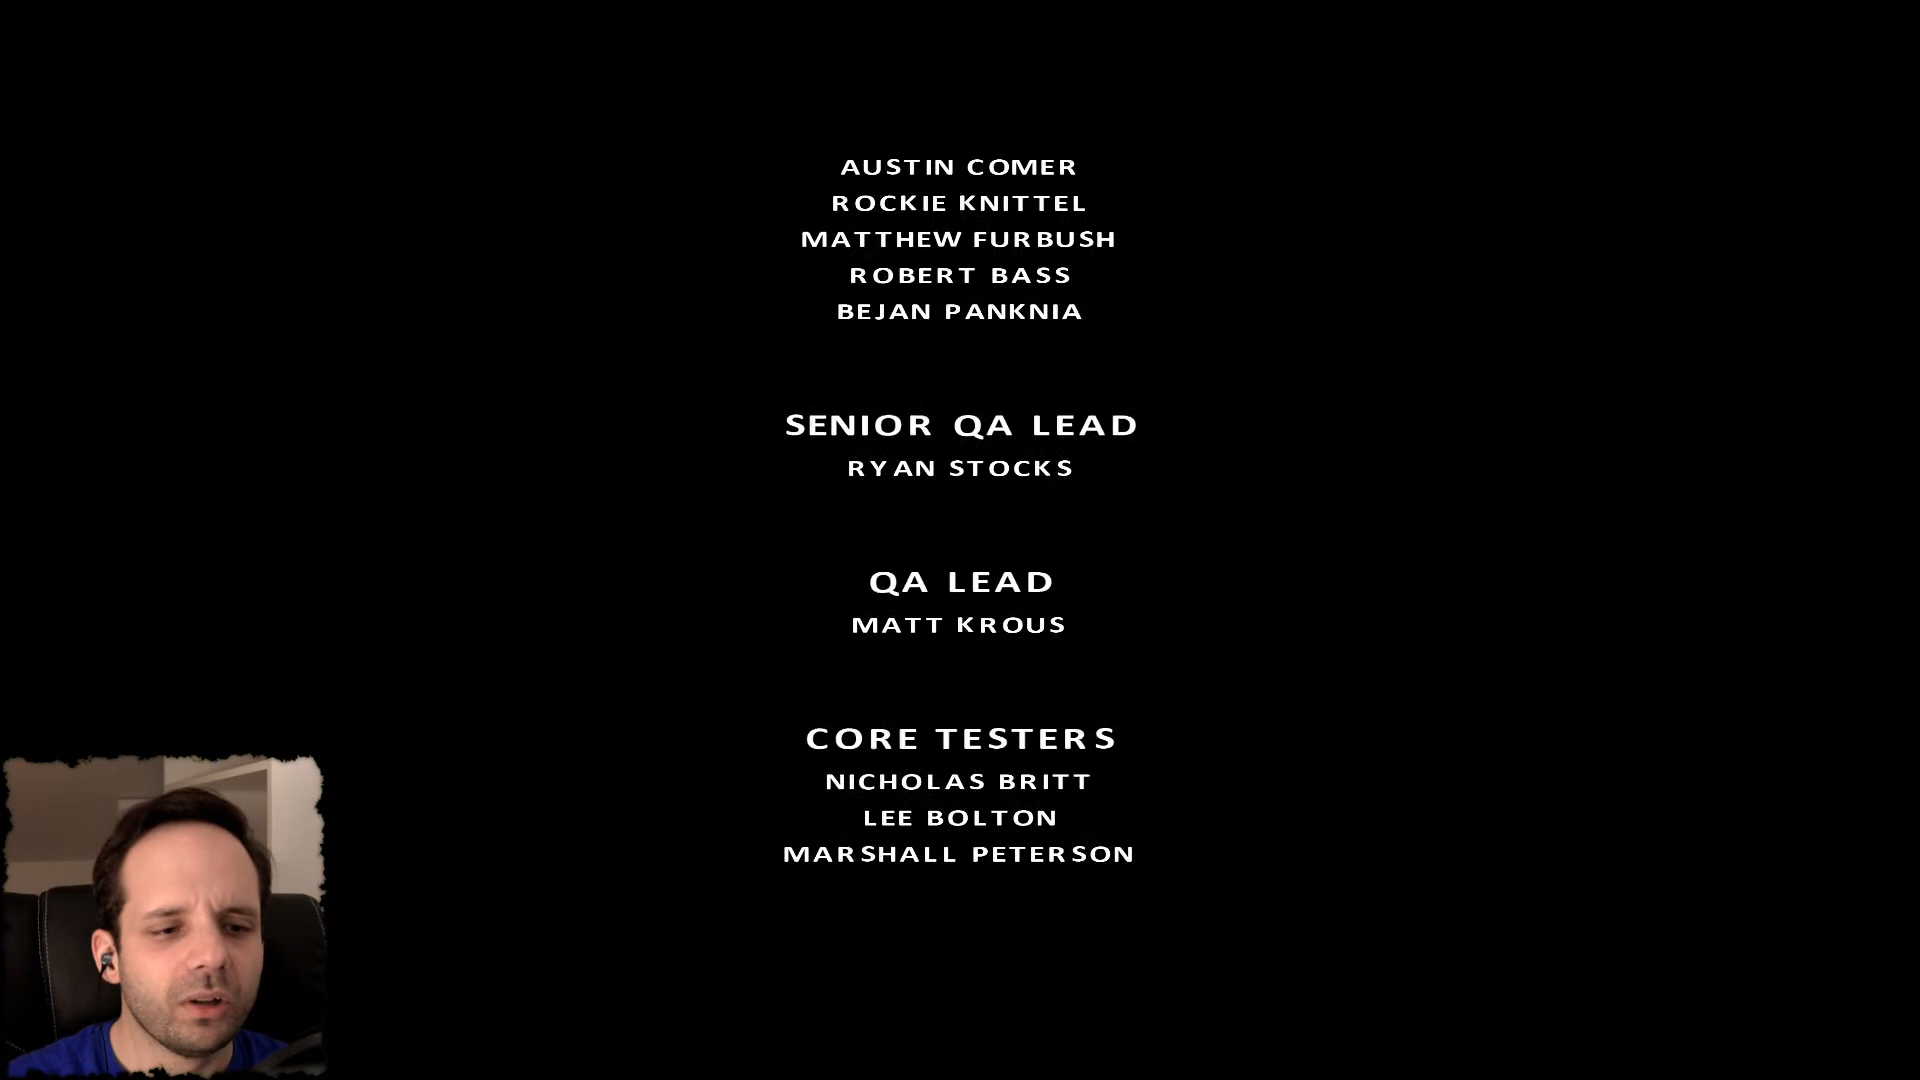 AUSTIN COMER
ROCKIE KNITTEL
MATTHEW FURBUSH
ROBERT BASS
BEJAN PANKNIA
SENIOR QA LEAD
RYAN STOCKS
QA LEAD
MATT KROUS
CORE TESTERS
NICHOLAS BRITT
LEE BOLTON
MARSHALL PETERSON